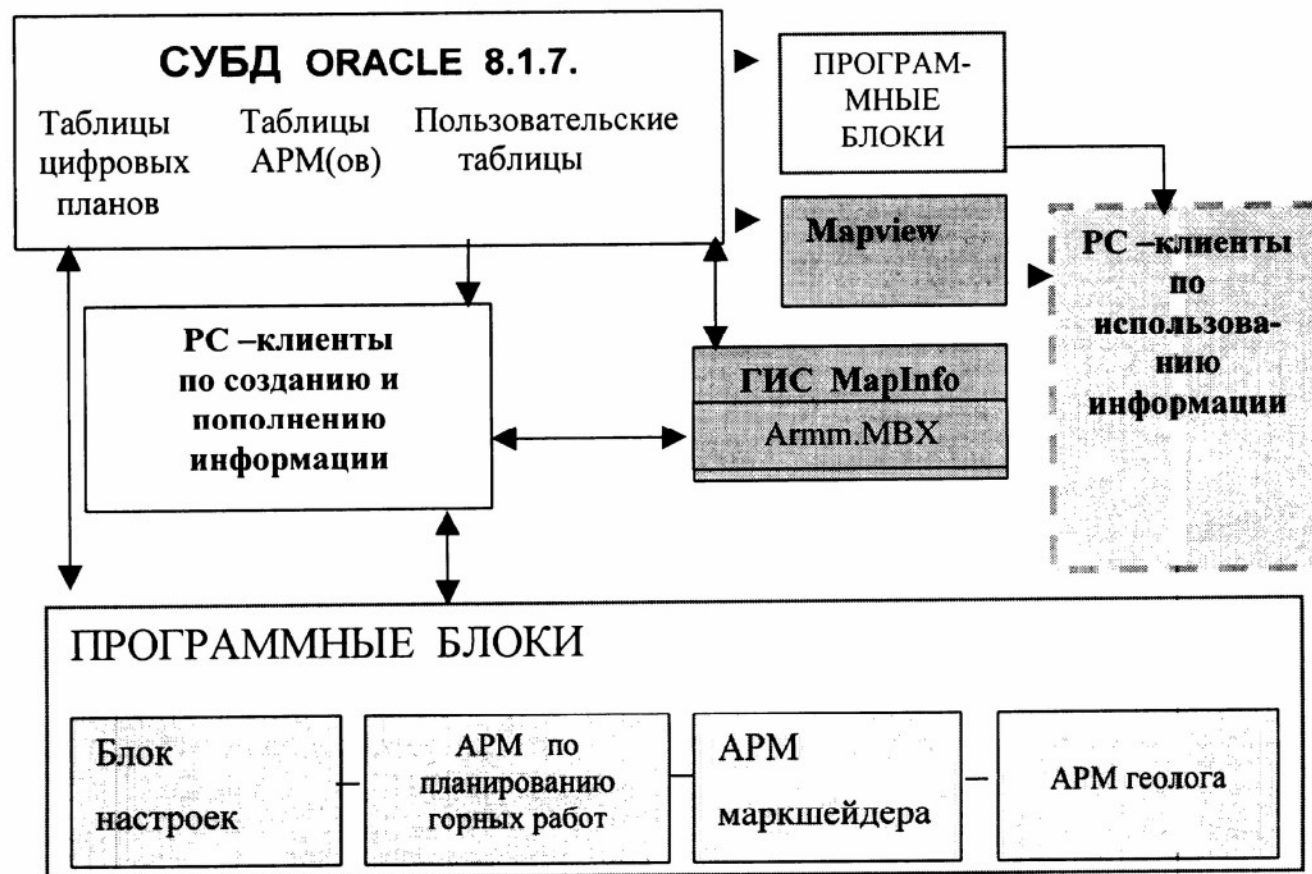 СУБД ORACLE 8.1.7.
Таблицы цифровых планов
Таблицы АРМ(ов)
Пользовательские таблицы
ПРОГРАМ-
МНЫЕ
БЛОКИ
Mapview
РС –клиенты
по
использова-
нию
информации
РС –клиенты
по созданию и
пополнению
информации
ГИС MapInfo
Armm.MBX
ПРОГРАММНЫЕ БЛОКИ
Блок
настроек
АРМ по
планированию
горных работ
АРМ
маркшейдера
АРМ геолога